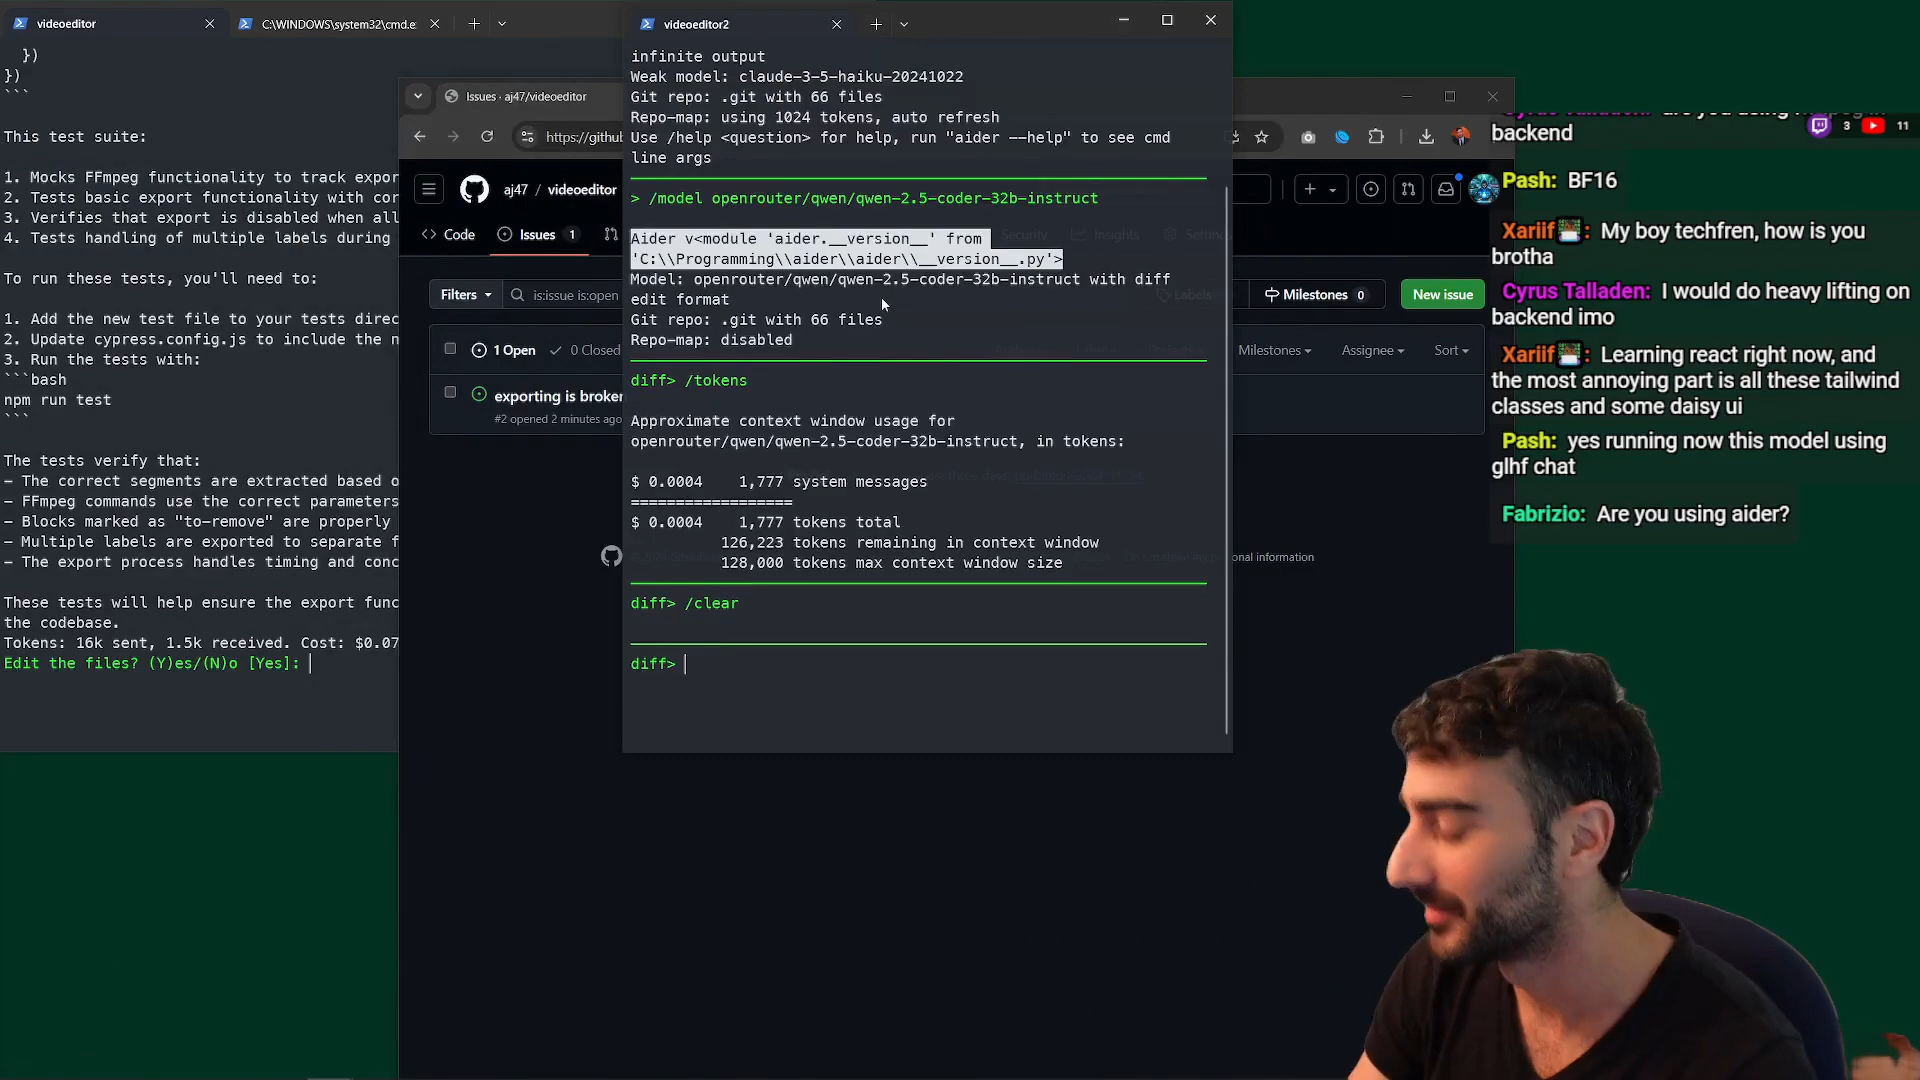 videoeditor
C:\WINDOWS\system32\cmd.e
})
})
```
This test suite:
1. Mocks FFmpeg functionality to track expor
2. Tests basic export functionality with cor
3. Verifies that export is disabled when all
4. Tests handling of multiple labels during
To run these tests, you'll need to:
1. Add the new test file to your tests direc
2. Update cypress.config.js to include the n
3. Run the tests with:
```bash
npm run test
```
The tests verify that:
- The correct segments are extracted based o
- FFmpeg commands use the correct parameters
- Blocks marked as "to-remove" are properly
- Multiple labels are exported to separate f
- The export process handles timing and conc
These tests will help ensure the export func
the codebase.
Tokens: 16k sent, 1.5k received. Cost: $0.07
Edit the files? (Y)es/(N)o [Yes]:
Issues · aj47/videoeditor
https://githu
aj47 / videoeditor
Code
Issues 1
Security
Insights
Filters
is:issue is:open
Labels
Milestones 0
New issue
1 Open
0 Closed
Milestones
Assignee
Sort
exporting is broken
#2 opened 2 minutes ago
onal information
videoeditor2
infinite output
Weak model: claude-3-5-haiku-20241022
Git repo: .git with 66 files
Repo-map: using 1024 tokens, auto refresh
Use /help <question> for help, run "aider --help" to see cmd
line args
> /model openrouter/qwen/qwen-2.5-coder-32b-instruct
Aider v<module 'aider.__version__' from
'C:\\Programming\\aider\\aider\\__version__.py'>
Model: openrouter/qwen/qwen-2.5-coder-32b-instruct with diff
edit format
Git repo: .git with 66 files
Repo-map: disabled
diff> /tokens
Approximate context window usage for
openrouter/qwen/qwen-2.5-coder-32b-instruct, in tokens:
$ 0.0004    1,777 system messages
==================
$ 0.0004    1,777 tokens total
126,223 tokens remaining in context window
128,000 tokens max context window size
diff> /clear
diff>
3
11
backend
Pash: BF16
Xariif: My boy techfren, how is you
brotha
Cyrus Talladen: I would do heavy lifting on
backend imo
Xariif: Learning react right now, and
the most annoying part is all these tailwind
classes and some daisy ui
Pash: yes running now this model using
glhf chat
Fabrizio: Are you using aider?